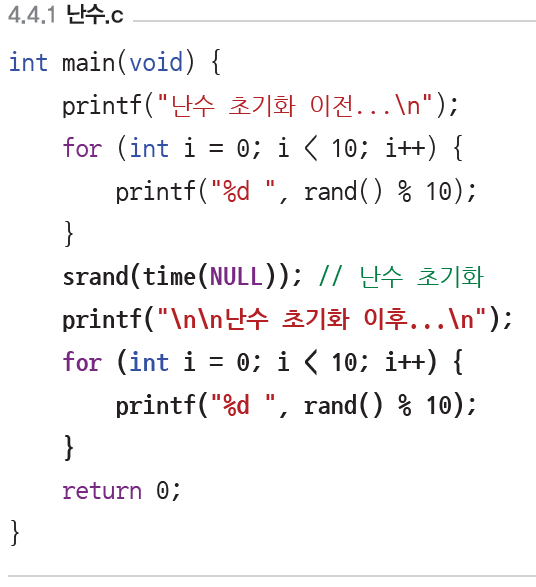 4.4.1 난수.c
int main(void) {
    printf("난수 초기화 이전...\n");
    for (int i = 0; i < 10; i++) {
        printf("%d ", rand() % 10);
    }
    srand(time(NULL)); // 난수 초기화
    printf("\n\n난수 초기화 이후...\n");
    for (int i = 0; i < 10; i++) {
        printf("%d ", rand() % 10);
    }
    return 0;
}